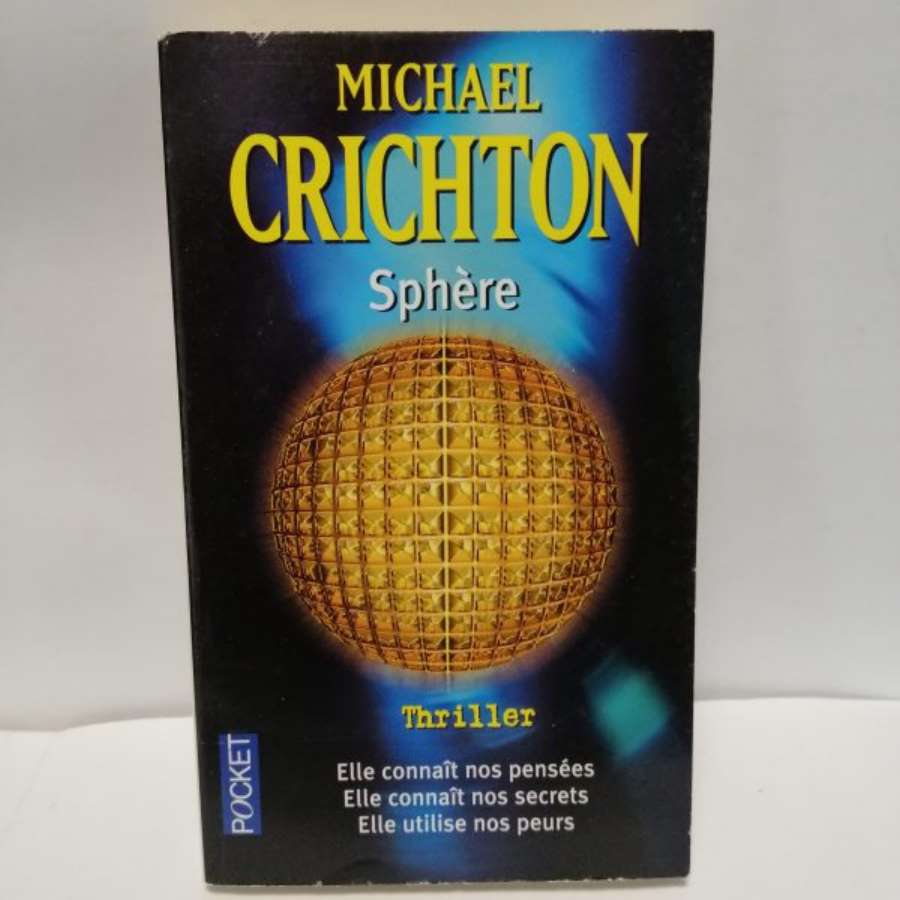 MICHAEL
CRICHTON
Sphère
Thriller
Elle connaît nos pensées
Elle connaît nos secrets
Elle utilise nos peurs
POCKET